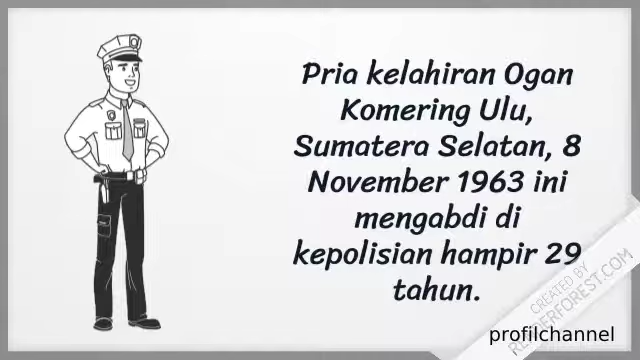 Pria kelahiran Ogan
Komering Ulu,
Sumatera Selatan, 8
November 1963 ini
mengabdi di
kepolisian hampir 29
tahun.
CREATED BY
RENDERFOREST.COM
profilchannel